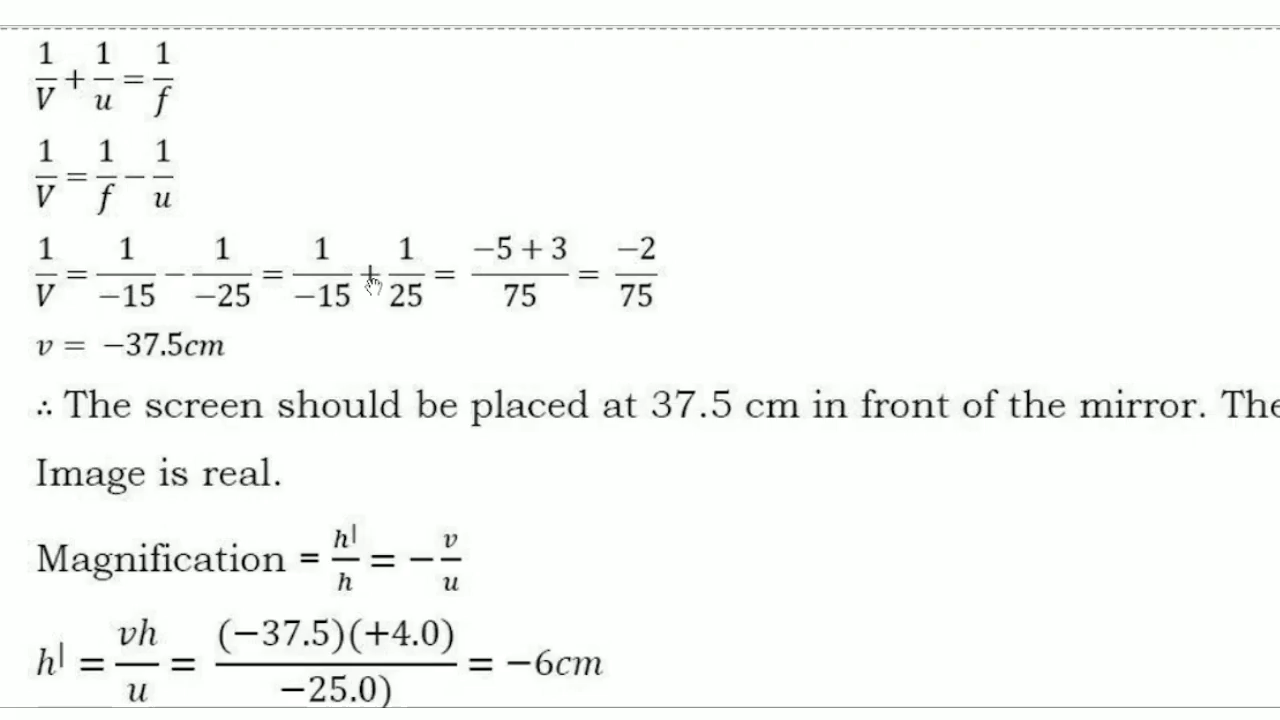 1/V + 1/u = 1/f
1/V = 1/f − 1/u
1/V = 1/−15 − 1/−25 = 1/−15 + 1/25 = −5 + 3/75 = −2/75
v = −37.5cm
∴ The screen should be placed at 37.5 cm in front of the mirror. The
Image is real.
Magnification = h|/h = −v/u
h| = vh/u = (−37.5)(+4.0)/−25.0) = −6cm